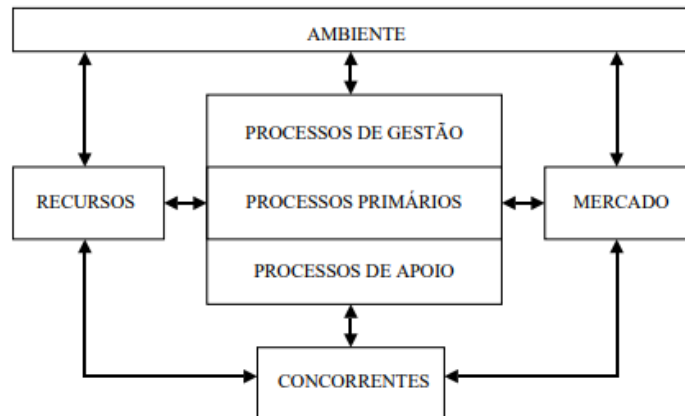 AMBIENTE
PROCESSOS DE GESTÃO
RECURSOS
PROCESSOS PRIMÁRIOS
MERCADO
PROCESSOS DE APOIO
CONCORRENTES